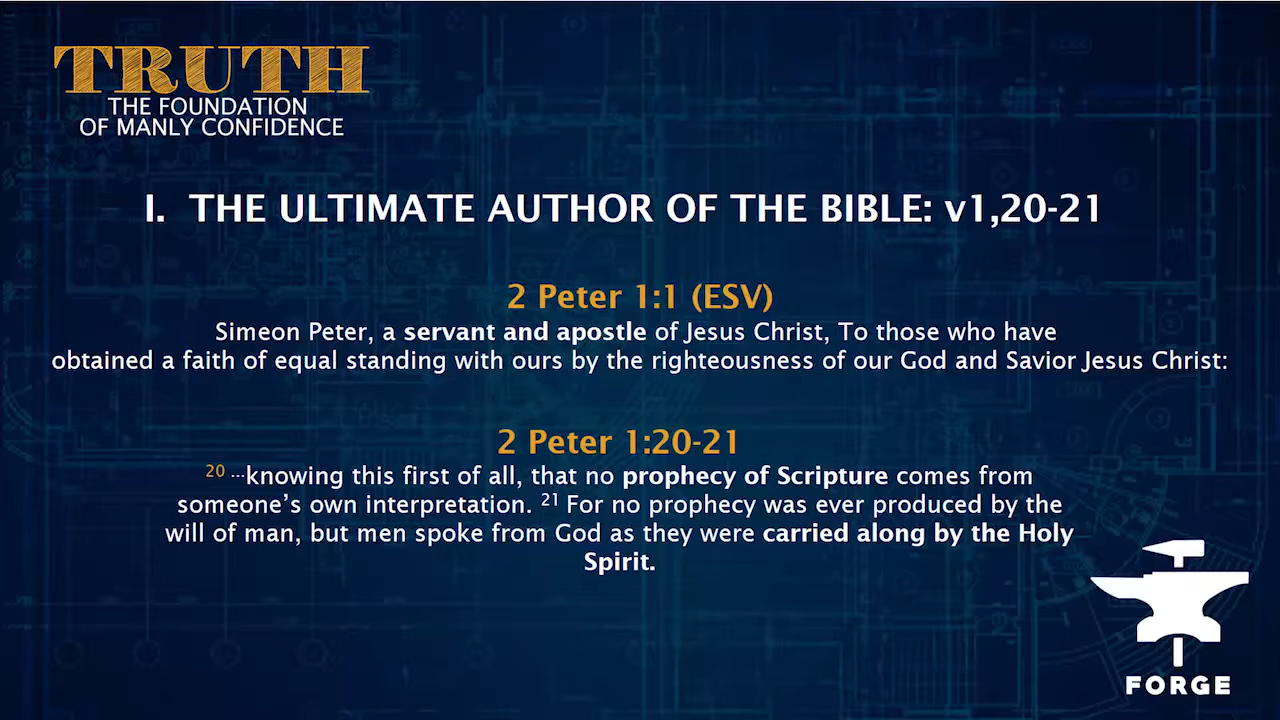 TRUTH
THE FOUNDATION
OF MANLY CONFIDENCE
I. THE ULTIMATE AUTHOR OF THE BIBLE: v1,20-21
2 Peter 1:1 (ESV)
Simeon Peter, a servant and apostle of Jesus Christ, To those who have
obtained a faith of equal standing with ours by the righteousness of our God and Savior Jesus Christ:
2 Peter 1:20-21
20 ...knowing this first of all, that no prophecy of Scripture comes from
someone’s own interpretation. 21 For no prophecy was ever produced by the
will of man, but men spoke from God as they were carried along by the Holy
Spirit.
FORGE